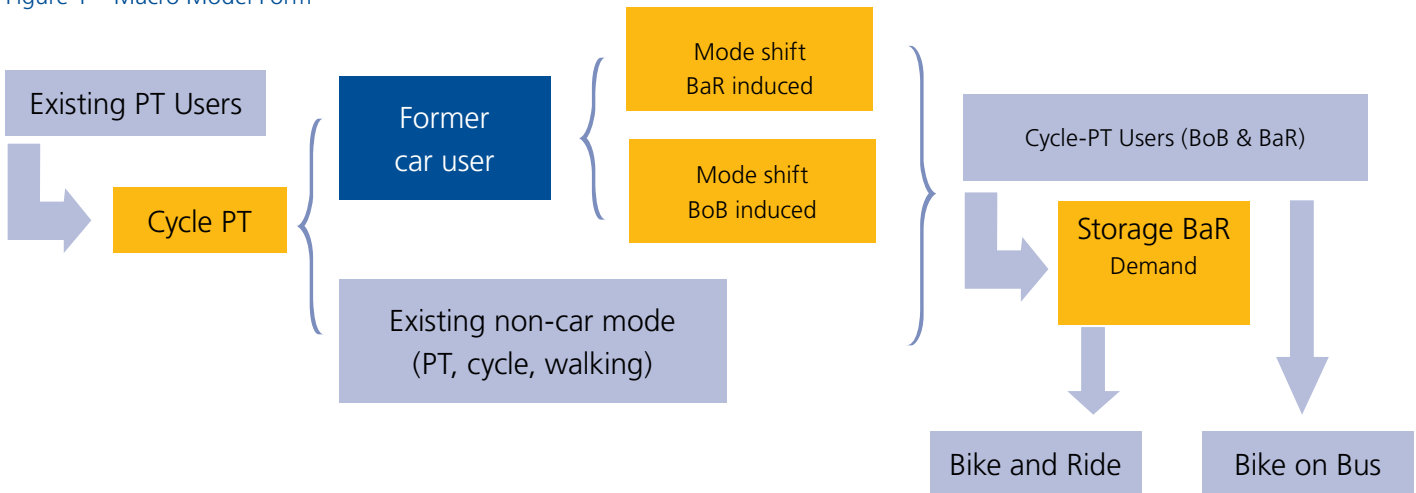 Existing PT Users
Cycle PT
Former
car user
Existing non-car mode
(PT, cycle, walking)
Mode shift
BaR induced
Mode shift
BoB induced
Cycle-PT Users (BoB & BaR)
Storage BaR
Demand
Bike and Ride
Bike on Bus